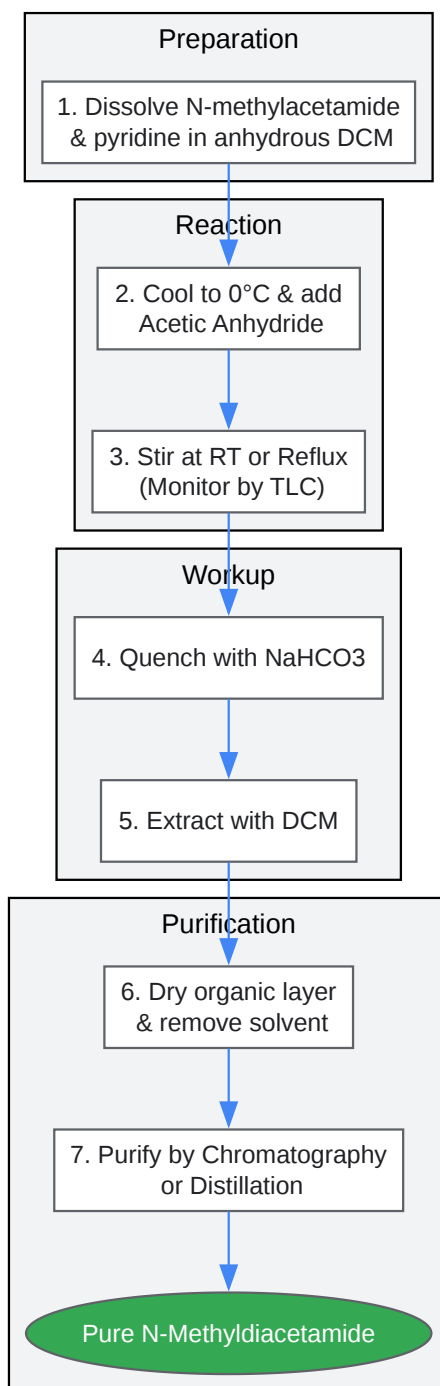 Preparation
1. Dissolve N-methylacetamide
& pyridine in anhydrous DCM
Reaction
2. Cool to 0°C & add
Acetic Anhydride
3. Stir at RT or Reflux
(Monitor by TLC)
Workup
4. Quench with NaHCO3
5. Extract with DCM
Purification
6. Dry organic layer
& remove solvent
7. Purify by Chromatography
or Distillation
Pure N-Methyldiacetamide